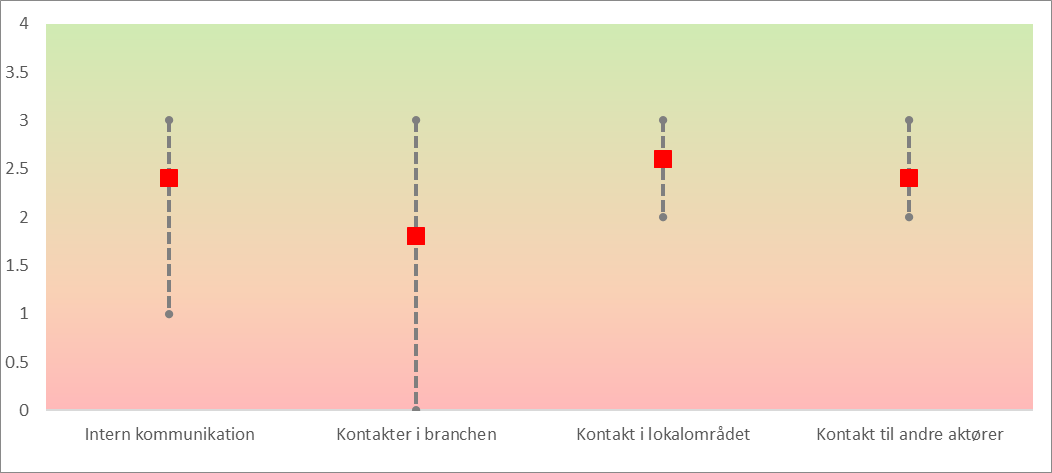 4
3.5
3
2.5
2
1.5
1
0.5
0
Intern kommunikation
Kontakter i branchen
Kontakt i lokalområdet
Kontakt til andre aktører